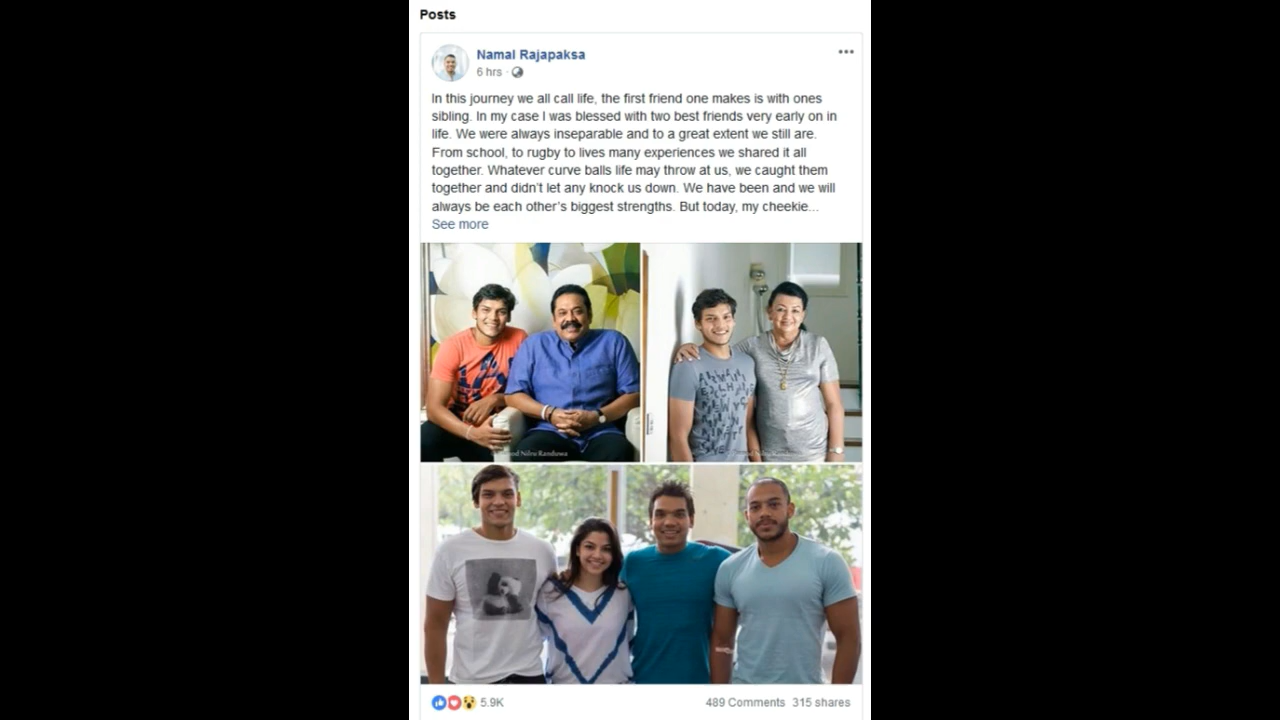 Posts
Namal Rajapaksa
6 hrs
In this journey we all call life, the first friend one makes is with ones
sibling. In my case I was blessed with two best friends very early on in
life. We were always inseparable and to a great extent we still are.
From school, to rugby to lives many experiences we shared it all
together. Whatever curve balls life may throw at us, we caught them
together and didn't let any knock us down. We have been and we will
always be each other's biggest strengths. But today, my cheekie...
See more
Nilru Randuwa
5.9K
489 Comments 315 shares